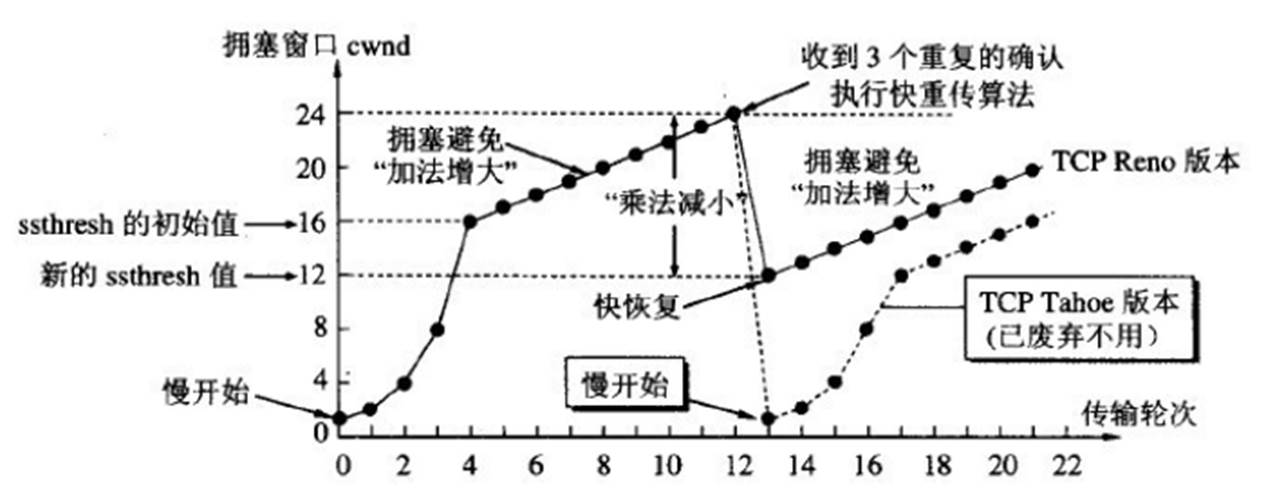 拥塞窗口 cwnd
收到 3 个重复的确认
执行快重传算法
24
拥塞避免
“加法增大”
20
拥塞避免
“加法增大”
TCP Reno 版本
“乘法减小”
ssthresh 的初始值
16
新的 ssthresh 值
12
快恢复
TCP Tahoe 版本
(已废弃不用)
8
4
慢开始
慢开始
传输轮次
0
0 2 4 6 8 10 12 14 16 18 20 22